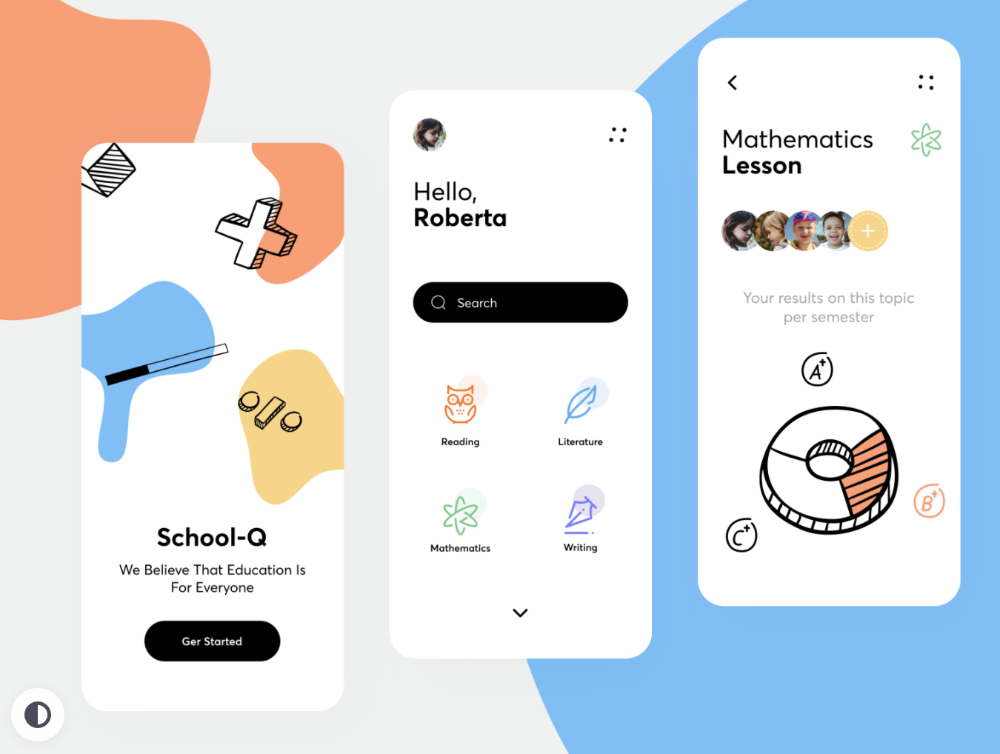 School-Q
We Believe That Education Is
For Everyone
Ger Started
Hello,
Roberta
Search
Reading
Literature
Mathematics
Writing
Mathematics
Lesson
Your results on this topic
per semester
A+
B+
C+